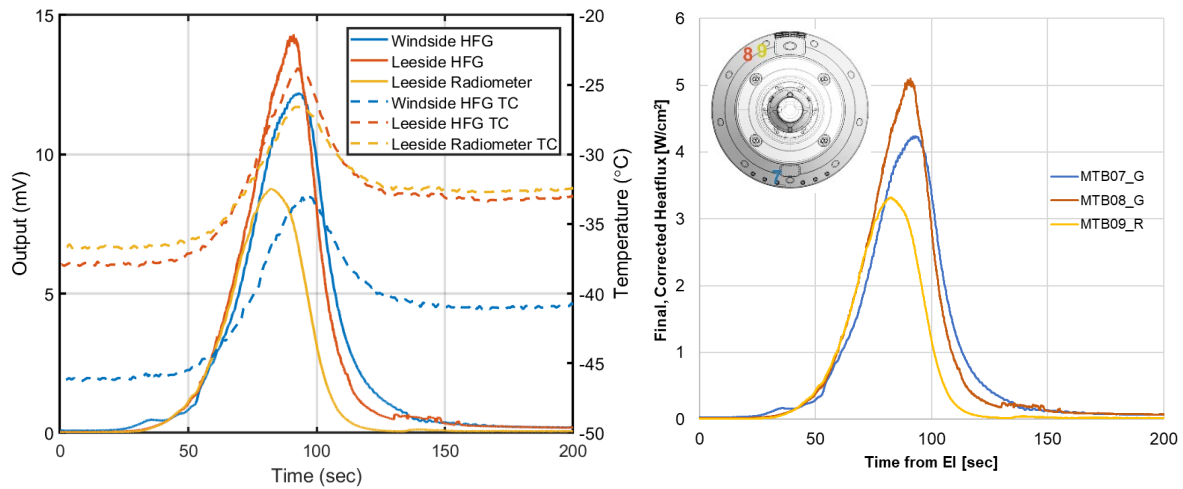 15
10
5
0
Output (mV)
0
50
100
150
200
Time (sec)
-20
-25
-30
-35
-40
-45
-50
Temperature (°C)
Windside HFG
Leeside HFG
Leeside Radiometer
Windside HFG TC
Leeside HFG TC
Leeside Radiometer TC
6
5
4
3
2
1
0
Final, Corrected Heatflux [W/cm²]
0
50
100
150
200
Time from EI [sec]
8
9
7
MTB07_G
MTB08_G
MTB09_R